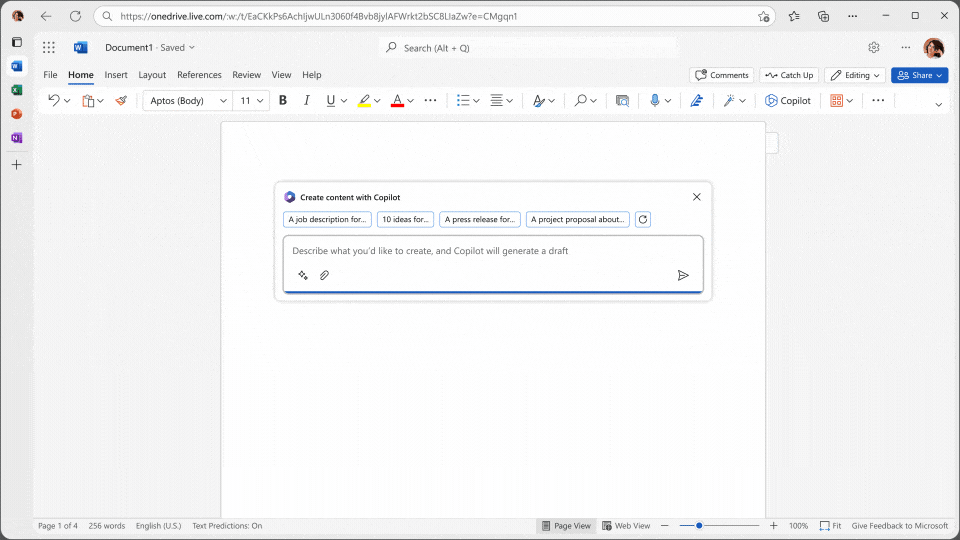 https://onedrive.live.com/:w:/t/EaCKkPs6AchIjwULn3060f4Bvb8jylAFWrkt2bSC8LIaZw?e=CMgqn1
Document1 - Saved
Search (Alt + Q)
File Home Insert Layout References Review View Help
Comments Catch Up Editing Share
Aptos (Body) 11 B I U A A Copilot
Create content with Copilot
A job description for... 10 ideas for... A press release for... A project proposal about...
Describe what you'd like to create, and Copilot will generate a draft
Page 1 of 4 256 words English (U.S.) Text Predictions: On Page View Web View 100% Fit Give Feedback to Microsoft